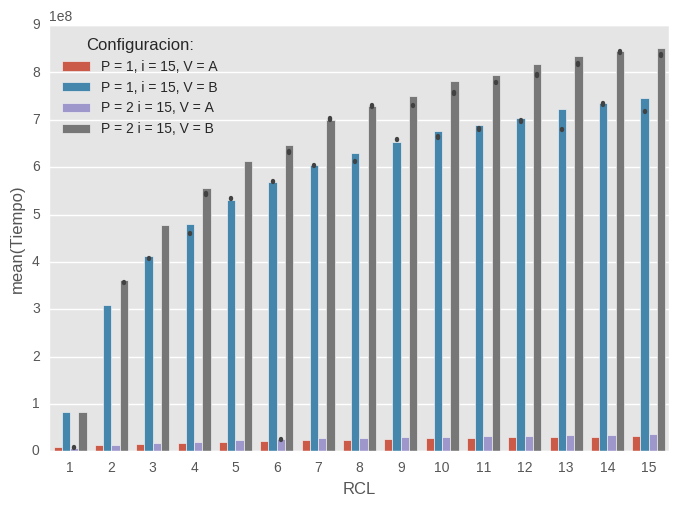 1e8
9
8
7
6
5
4
3
2
1
0
mean(Tiempo)
Configuracion:
P = 1, i = 15, V = A
P = 1, i = 15, V = B
P = 2 i = 15, V = A
P = 2 i = 15, V = B
1 2 3 4 5 6 7 8 9 10 11 12 13 14 15
RCL